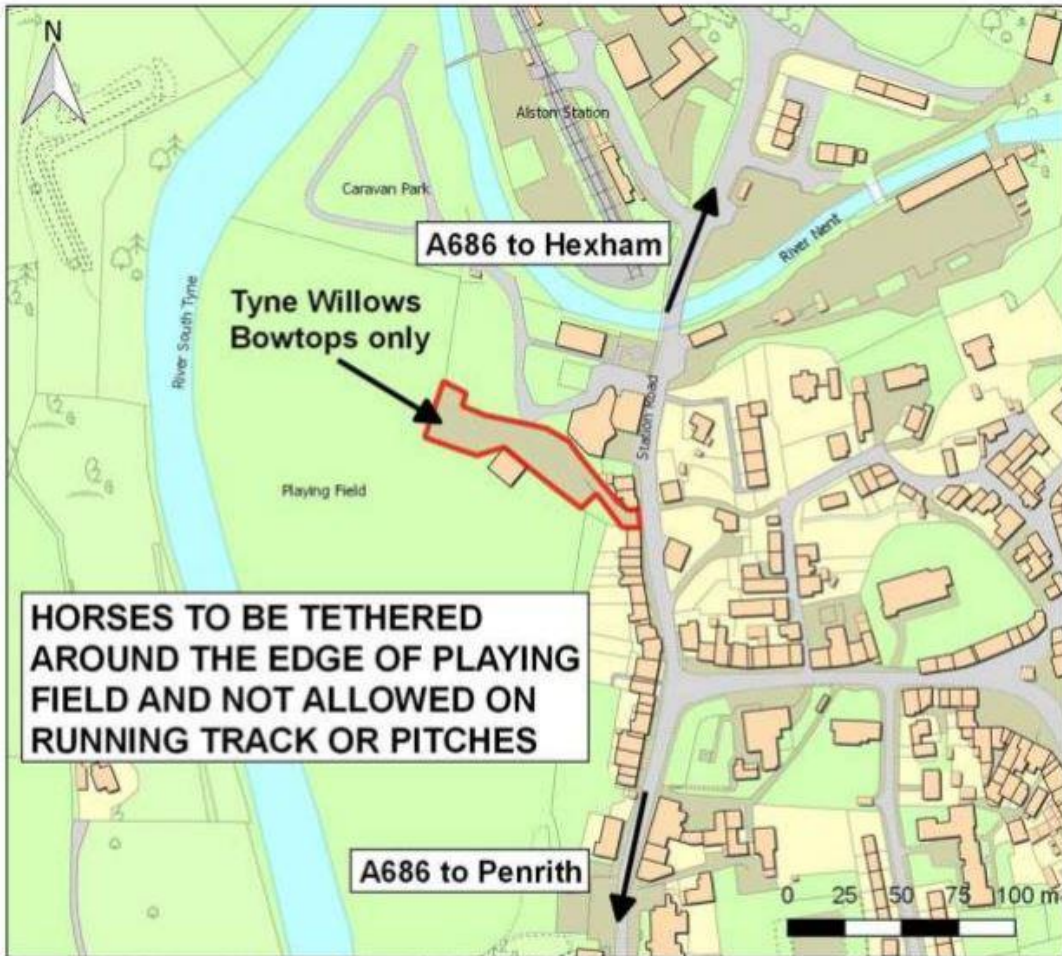 N
Alston Station
Caravan Park
A686 to Hexham
River Nent
Tyne Willows
Bowtops only
River South Tyne
Station Road
Playing Field
HORSES TO BE TETHERED
AROUND THE EDGE OF PLAYING
FIELD AND NOT ALLOWED ON
RUNNING TRACK OR PITCHES
A686 to Penrith
0 25 50 75 100 m